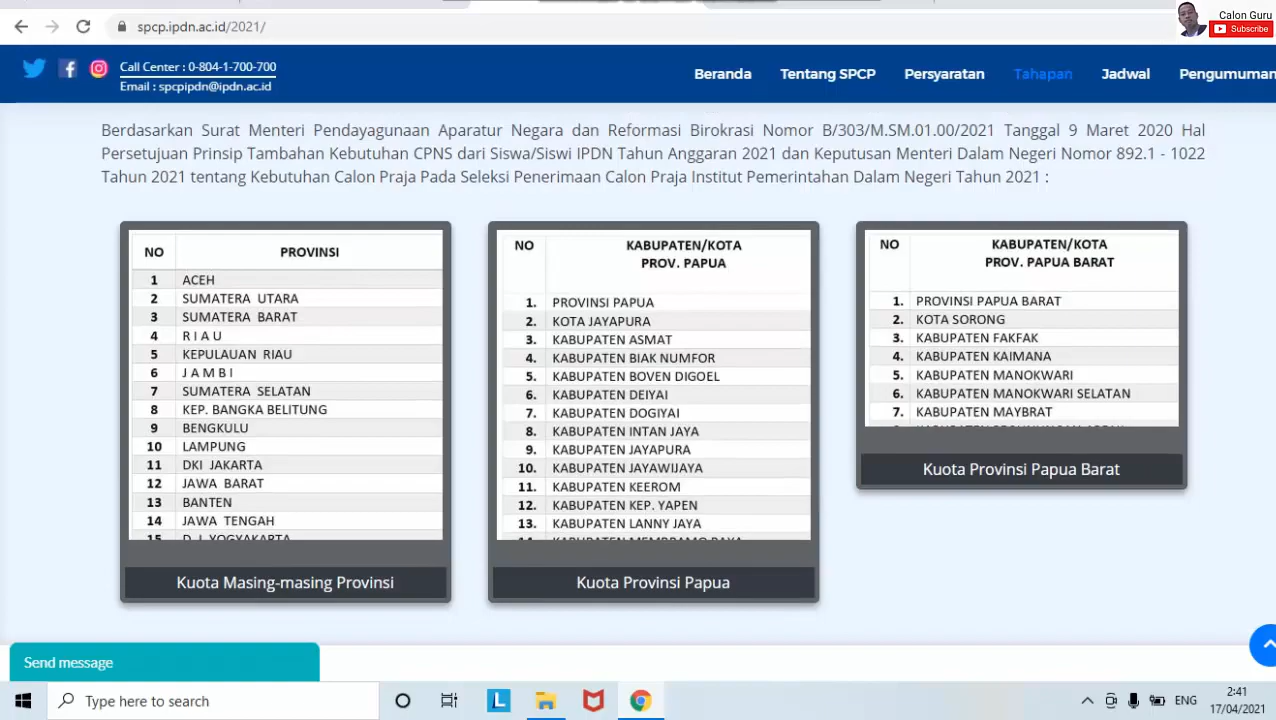 spcp.ipdn.ac.id/2021/
Calon Guru
Subscribe
Call Center : 0-804-1-700-700
Email : spcpipdn@ipdn.ac.id
Beranda Tentang SPCP Persyaratan Tahapan Jadwal Pengumuman
Berdasarkan Surat Menteri Pendayagunaan Aparatur Negara dan Reformasi Birokrasi Nomor B/303/M.SM.01.00/2021 Tanggal 9 Maret 2020 Hal
Persetujuan Prinsip Tambahan Kebutuhan CPNS dari Siswa/Siswi IPDN Tahun Anggaran 2021 dan Keputusan Menteri Dalam Negeri Nomor 892.1 - 1022
Tahun 2021 tentang Kebutuhan Calon Praja Pada Seleksi Penerimaan Calon Praja Institut Pemerintahan Dalam Negeri Tahun 2021 :
NO PROVINSI
1 ACEH
2 SUMATERA UTARA
3 SUMATERA BARAT
4 R I A U
5 KEPULAUAN RIAU
6 J A M B I
7 SUMATERA SELATAN
8 KEP. BANGKA BELITUNG
9 BENGKULU
10 LAMPUNG
11 DKI JAKARTA
12 JAWA BARAT
13 BANTEN
14 JAWA TENGAH
15 D. I. YOGYAKARTA
Kuota Masing-masing Provinsi
NO KABUPATEN/KOTA
PROV. PAPUA
1. PROVINSI PAPUA
2. KOTA JAYAPURA
3. KABUPATEN ASMAT
4. KABUPATEN BIAK NUMFOR
5. KABUPATEN BOVEN DIGOEL
6. KABUPATEN DEIYAI
7. KABUPATEN DOGIYAI
8. KABUPATEN INTAN JAYA
9. KABUPATEN JAYAPURA
10. KABUPATEN JAYAWIJAYA
11. KABUPATEN KEEROM
12. KABUPATEN KEP. YAPEN
13. KABUPATEN LANNY JAYA
14. KABUPATEN MEMBRAMO RAYA
Kuota Provinsi Papua
NO KABUPATEN/KOTA
PROV. PAPUA BARAT
1. PROVINSI PAPUA BARAT
2. KOTA SORONG
3. KABUPATEN FAKFAK
4. KABUPATEN KAIMANA
5. KABUPATEN MANOKWARI
6. KABUPATEN MANOKWARI SELATAN
7. KABUPATEN MAYBRAT
Kuota Provinsi Papua Barat
Send message
Type here to search
L
ENG
2:41
17/04/2021